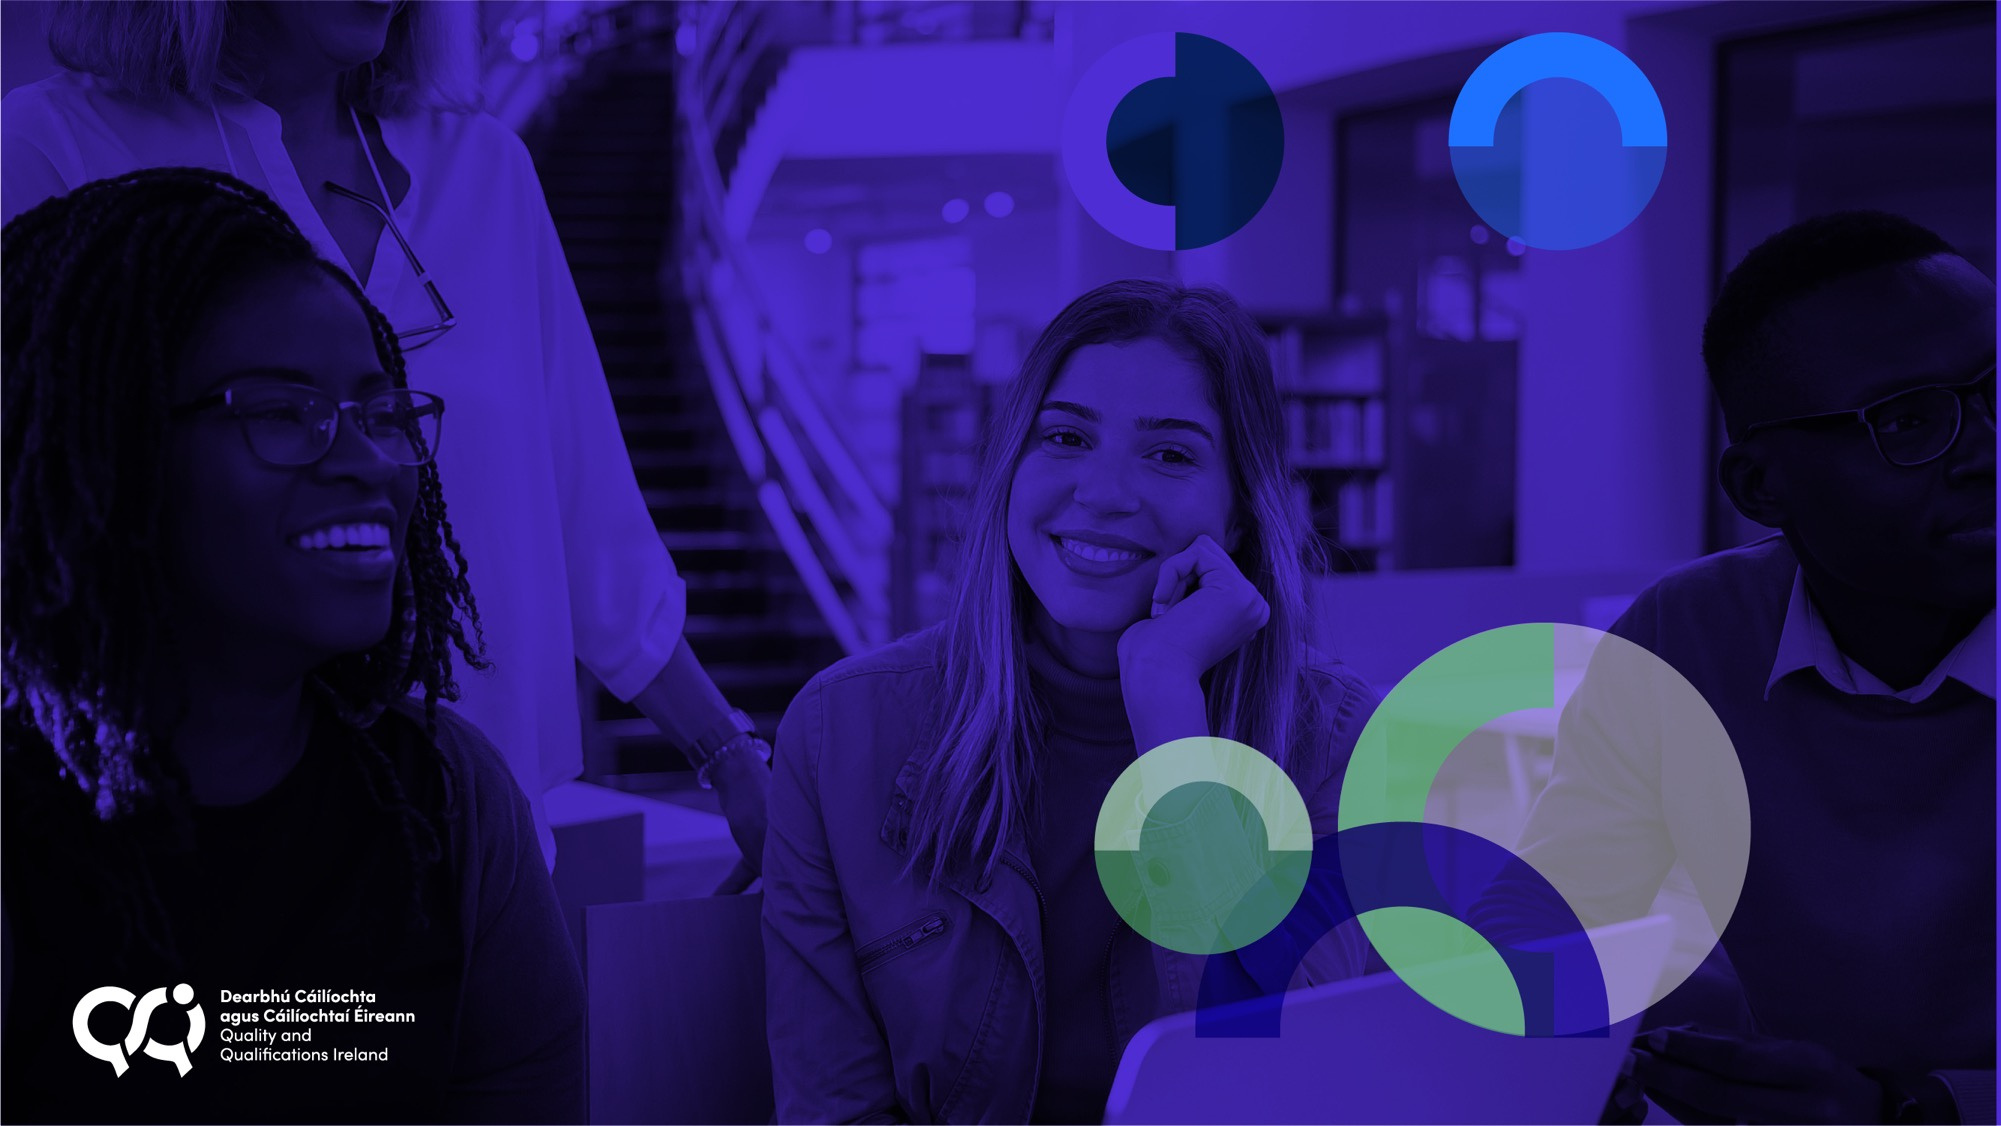 Dearbhú Cáilíochta
agus Cáilíochtaí Éireann
Quality and
Qualifications Ireland